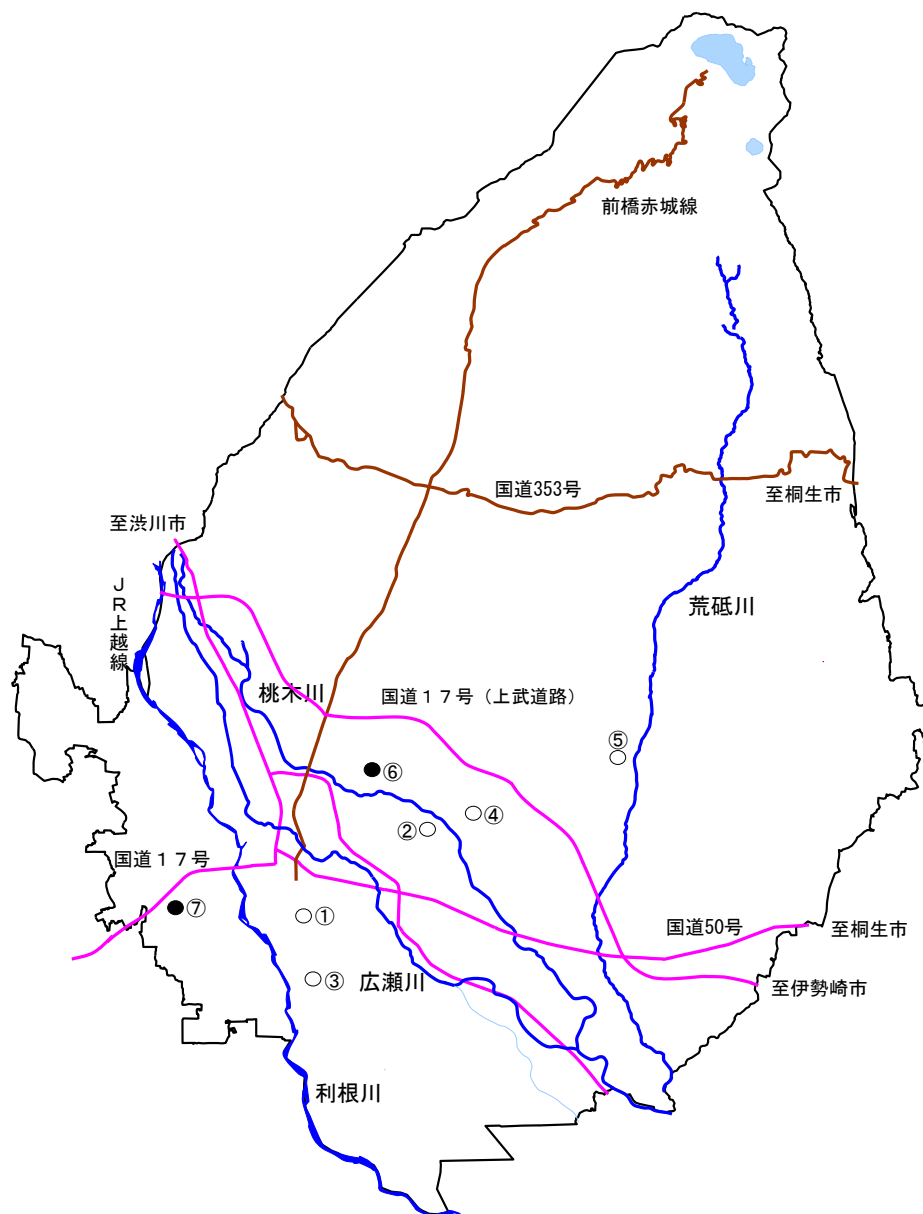 前橋赤城線
国道353号
至桐生市
至渋川市
JR上越線
荒砥川
桃木川
国道１７号（上武道路）
⑤
⑥
④
②
国道１７号
⑦
①
国道50号
至桐生市
③
広瀬川
至伊勢崎市
利根川